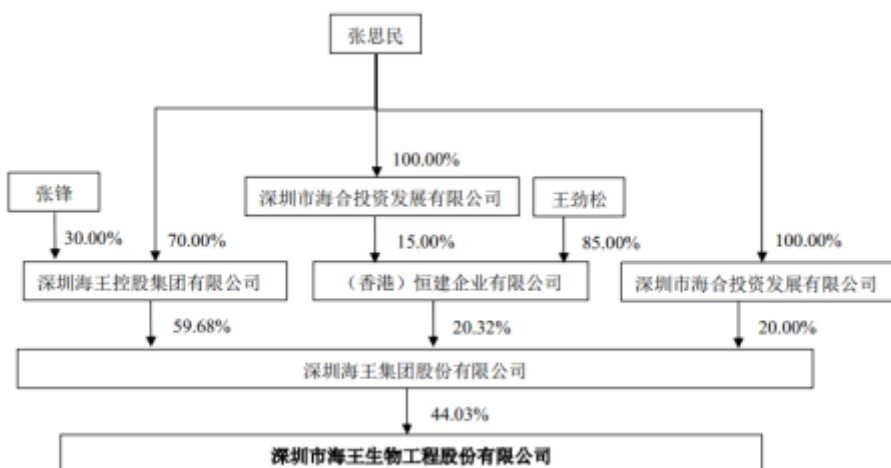 张思民
100.00%
张锋
深圳市海合投资发展有限公司
王劲松
30.00%
70.00%
15.00%
85.00%
100.00%
深圳海王控股集团有限公司
（香港）恒建企业有限公司
深圳市海合投资发展有限公司
59.68%
20.32%
20.00%
深圳海王集团股份有限公司
44.03%
深圳市海王生物工程股份有限公司